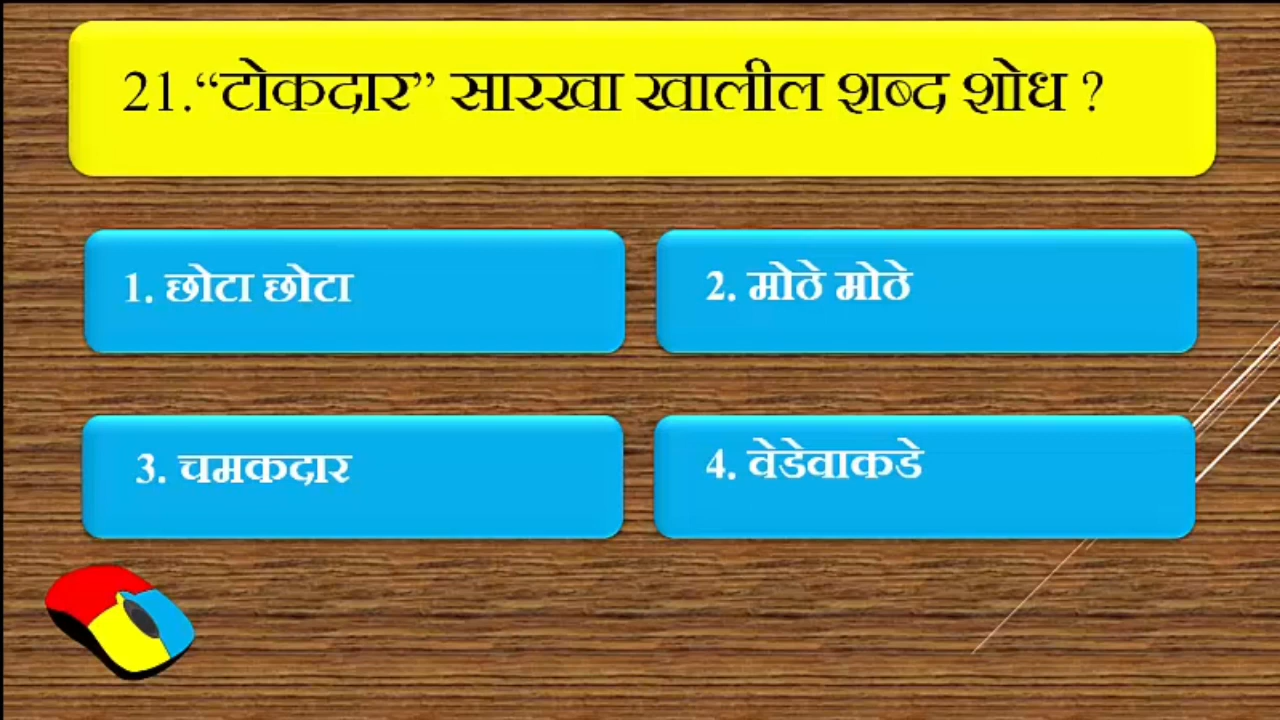 21.“टोकदार” सारखा खालील शब्द शोध ?
1. छोटा छोटा
2. मोठे मोठे
3. चमकदार
4. वेडेवाकडे